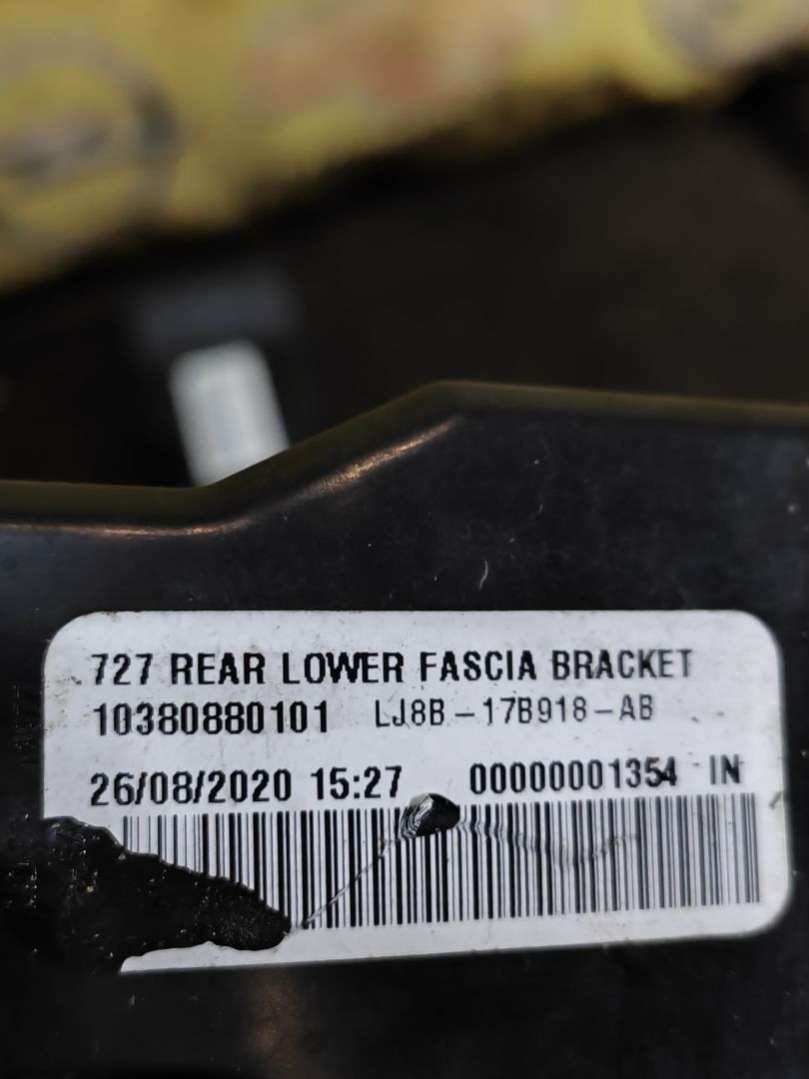 727 REAR LOWER FASCIA BRACKET
10380880101 LJ8B-17B918-AB
26/08/2020 15:27 00000001354 IN